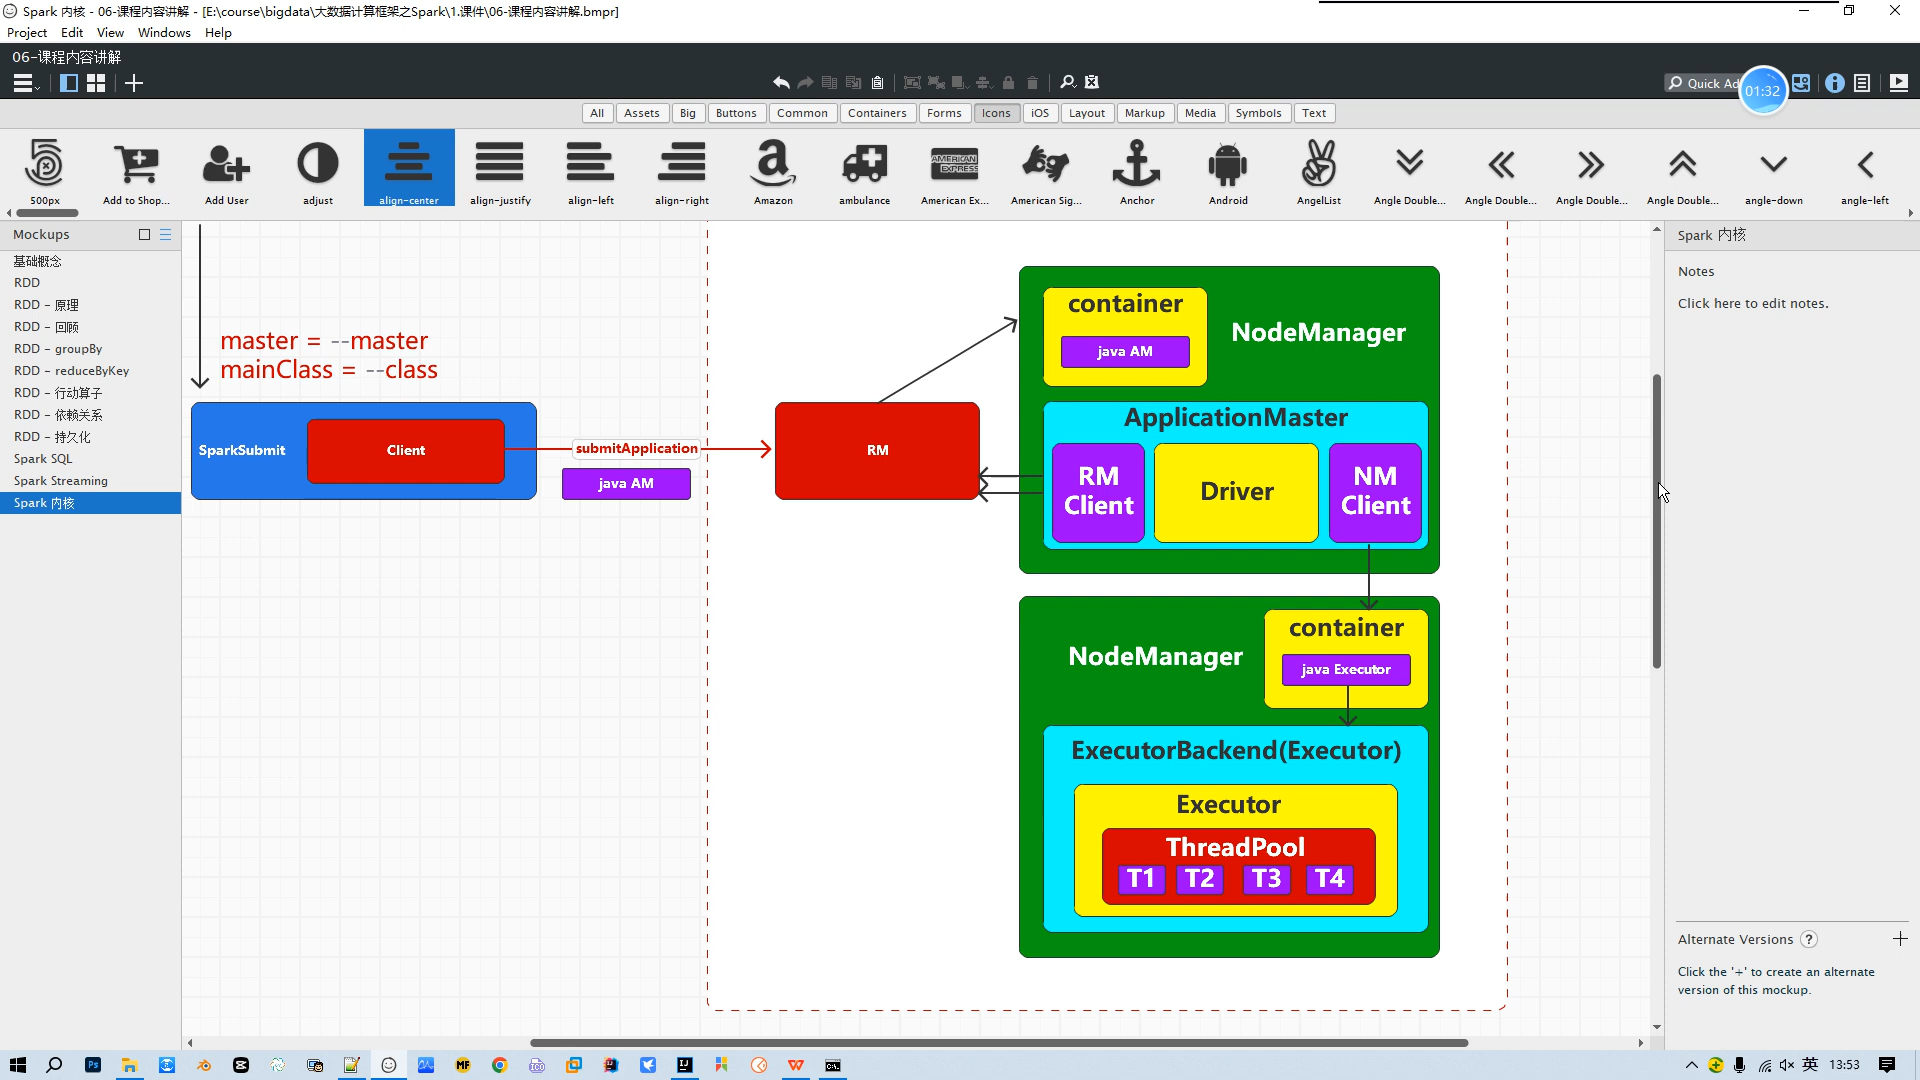 Spark 内核 - 06-课程内容讲解 - [E:\course\bigdata\大数据计算框架之Spark\1.课件\06-课程内容讲解.bmpr]
Project Edit View Windows Help
06-课程内容讲解
Quick Ad
01:32
All Assets Big Buttons Common Containers Forms Icons iOS Layout Markup Media Symbols Text
AMERICAN EXPRESS
500px Add to Shop... Add User adjust align-center align-justify align-left align-right Amazon ambulance American Ex... American Sig... Anchor Android AngelList Angle Double... Angle Double... Angle Double... Angle Double... angle-down angle-left
Mockups
基础概念
RDD
RDD - 原理
RDD - 回顾
RDD - groupBy
RDD - reduceByKey
RDD - 行动算子
RDD - 依赖关系
RDD - 持久化
Spark SQL
Spark Streaming
Spark 内核
master = --master
mainClass = --class
SparkSubmit
Client
submitApplication
java AM
RM
container
java AM
NodeManager
ApplicationMaster
RM
Client
Driver
NM
Client
NodeManager
container
java Executor
ExecutorBackend(Executor)
Executor
ThreadPool
T1 T2 T3 T4
Spark 内核
Notes
Click here to edit notes.
Alternate Versions ?
Click the '+' to create an alternate
version of this mockup.
英 13:53